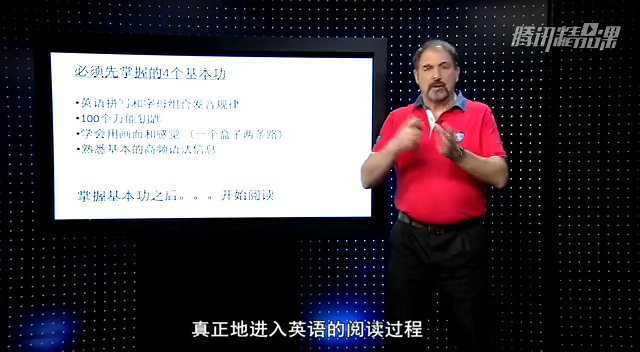 腾讯精品课
必须先掌握的4个基本功
•英语拼写和字母组合发音规律
•100个万能钥匙
•学会用画面和感觉 （一个盒子两条路）
•熟悉基本的高频语法信息
掌握基本功之后。。。开始阅读
真正地进入英语的阅读过程